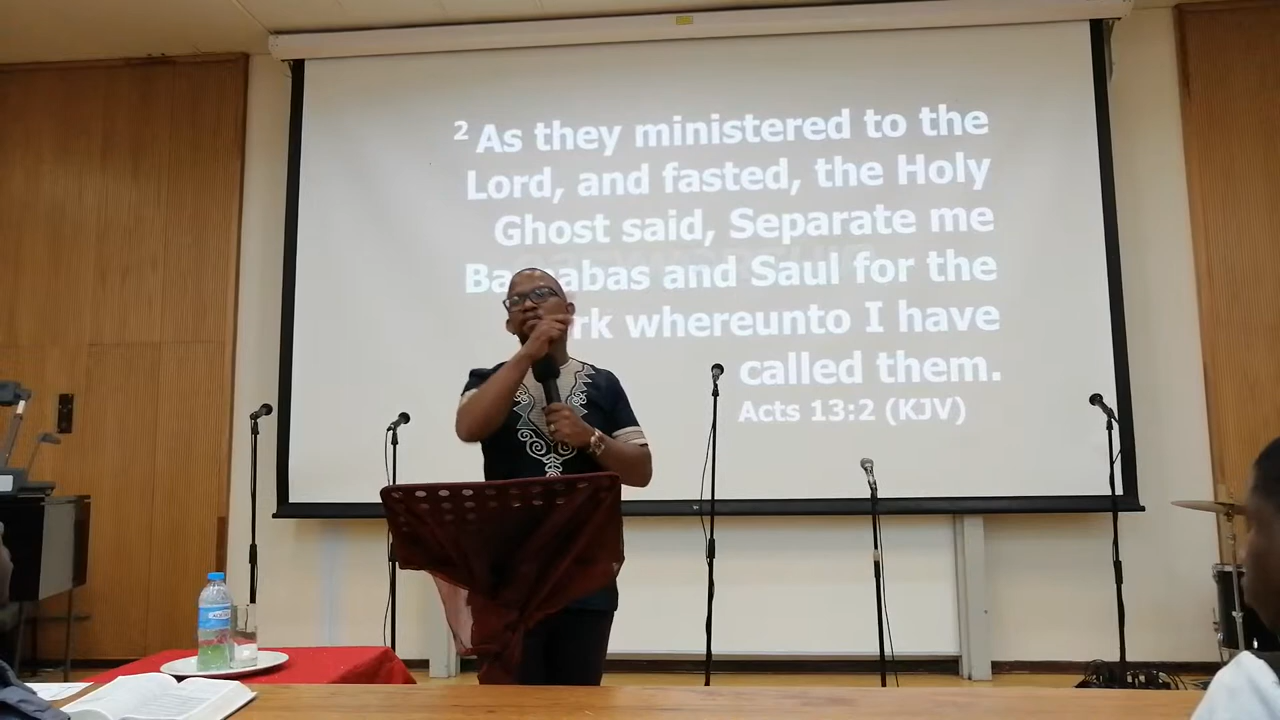 2 As they ministered to the
Lord, and fasted, the Holy
Ghost said, Separate me
and Saul for the
whereunto I have
called them.
Acts 13:2 (KJV)